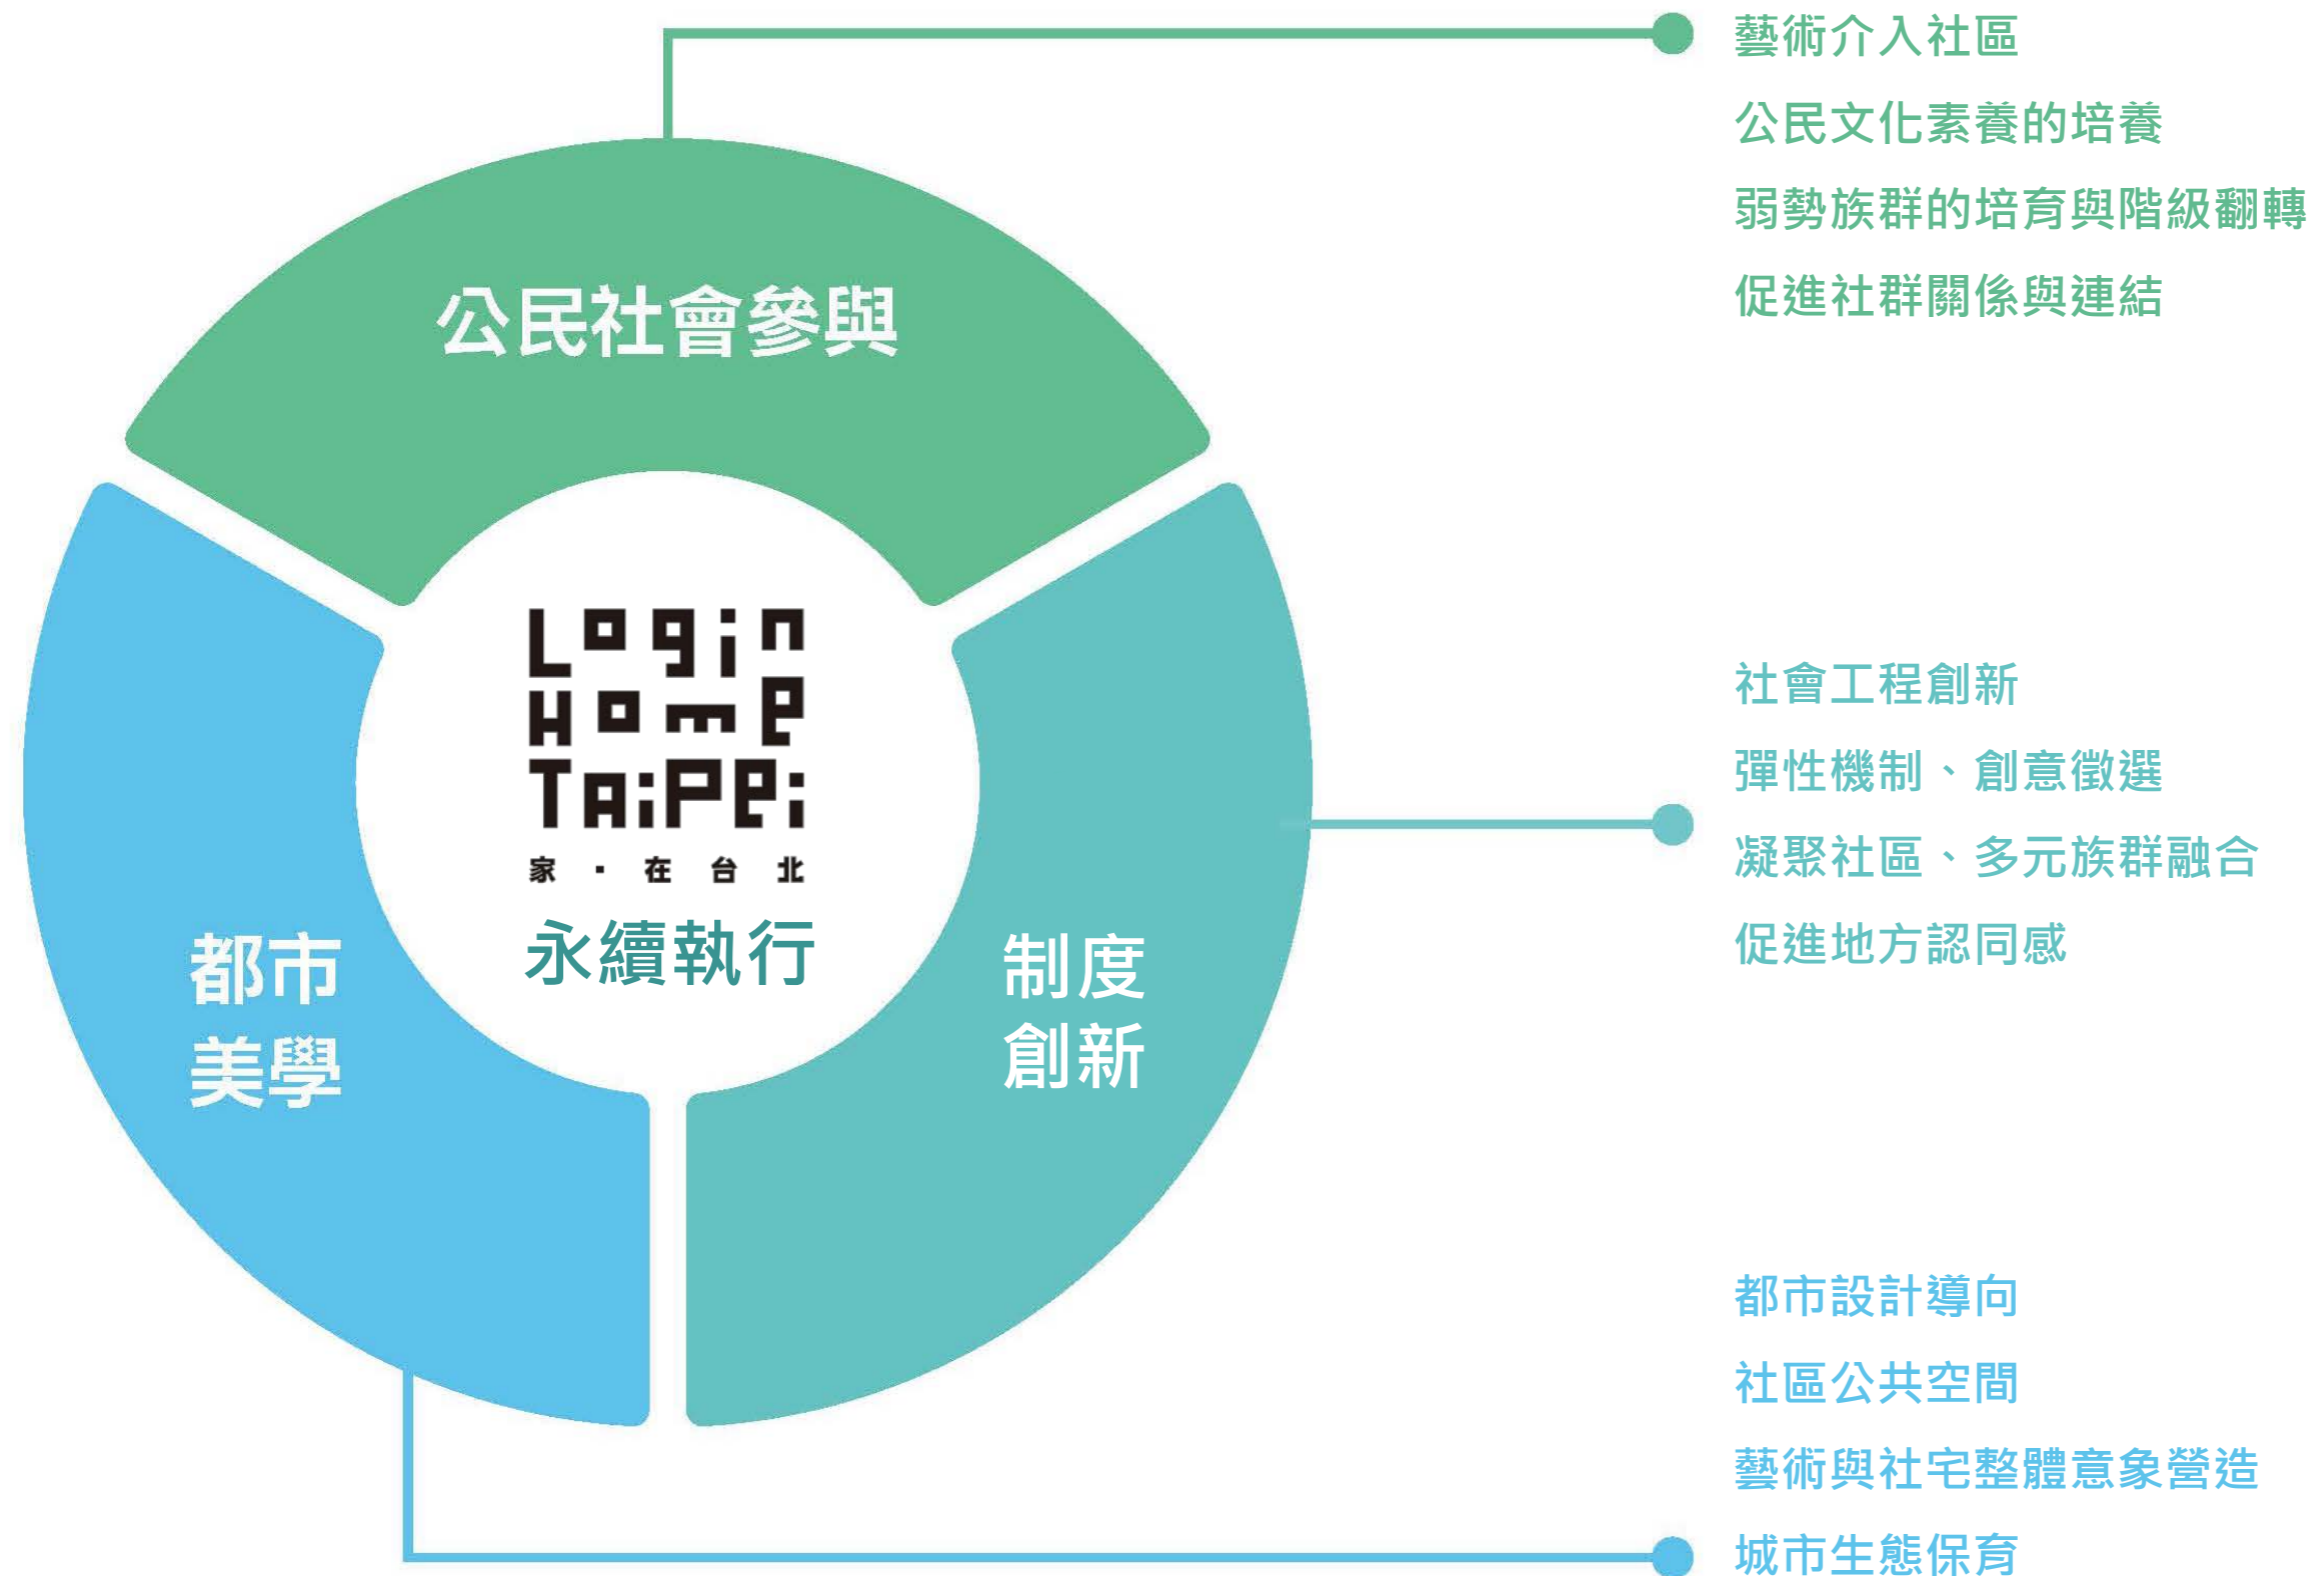 藝術介入社區
公民文化素養的培養
弱勢族群的培育與階級翻轉
促進社群關係與連結
公民社會參與
Login
Home
TAiPei
家・在台北
永續執行
都市
美學
制度
創新
社會工程創新
彈性機制、創意徵選
凝聚社區、多元族群融合
促進地方認同感
都市設計導向
社區公共空間
藝術與社宅整體意象營造
城市生態保育